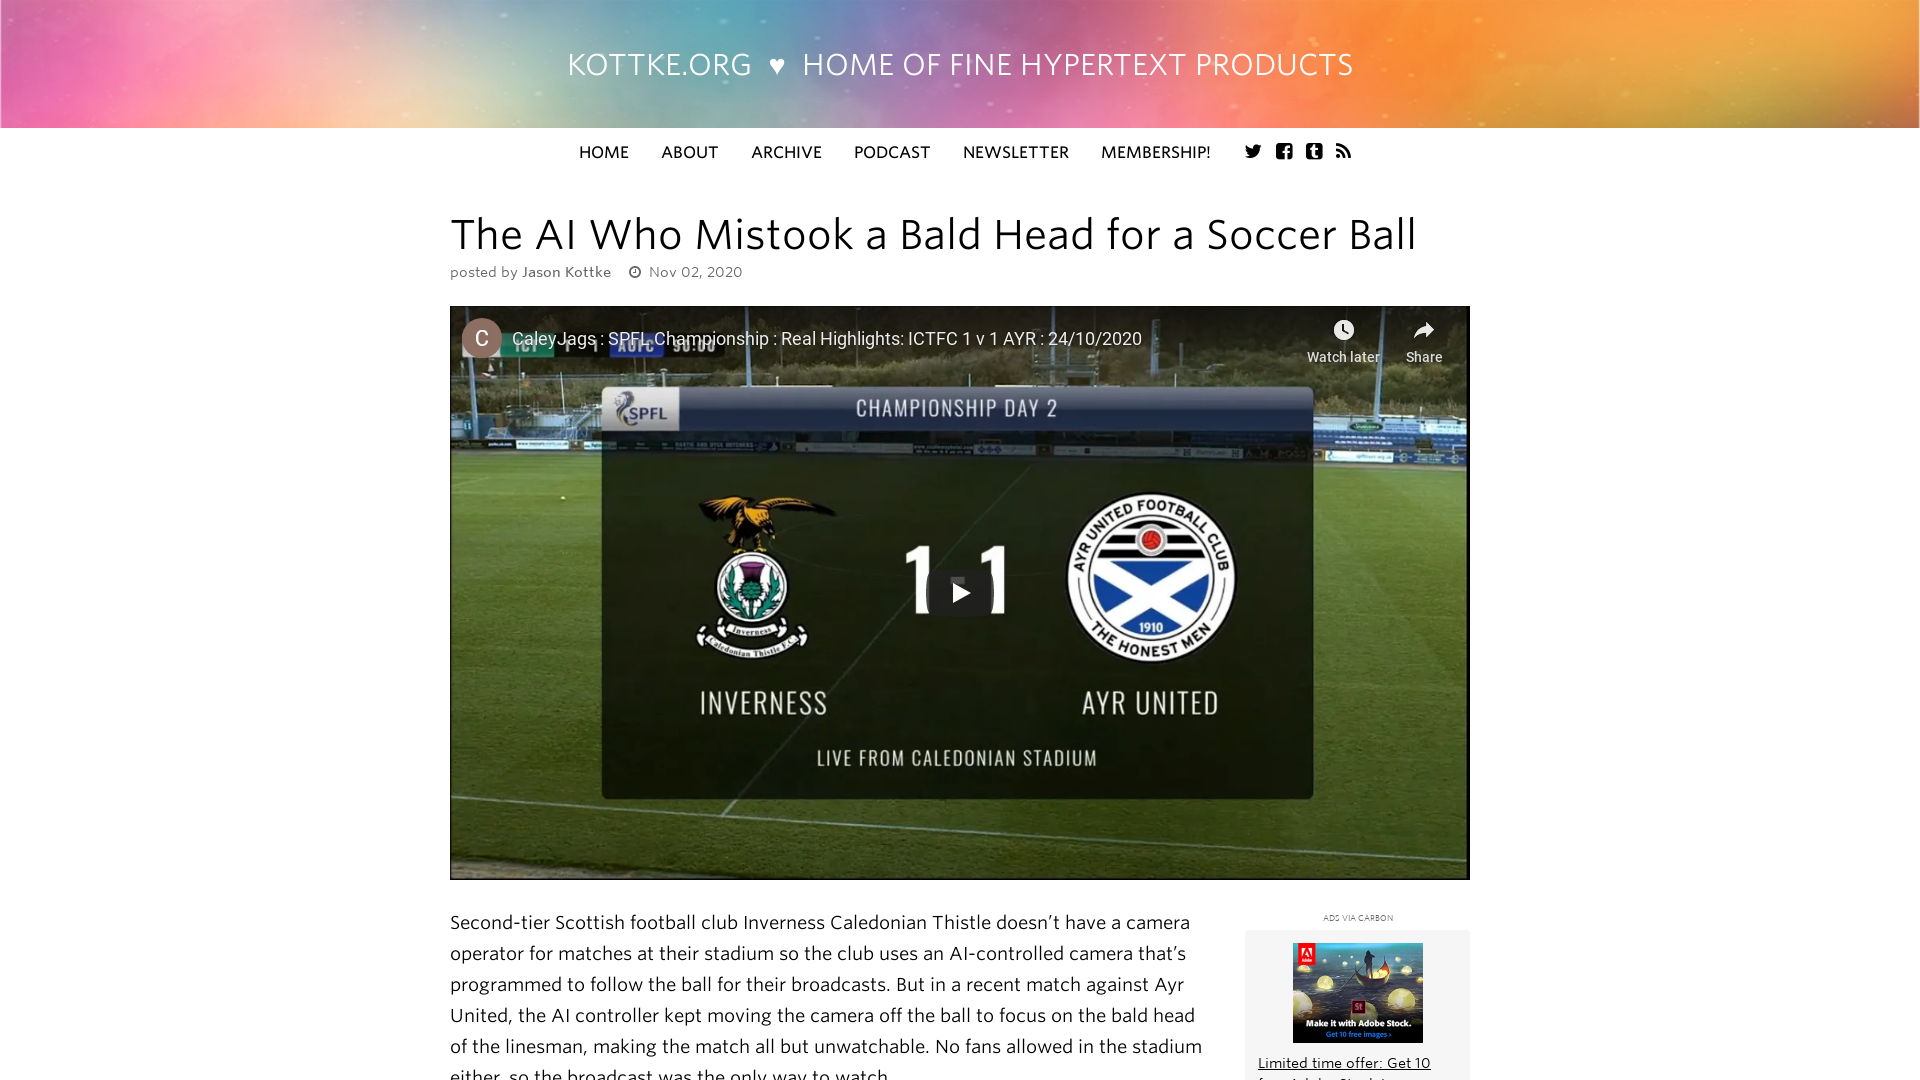 KOTTKE.ORG ♥ HOME OF FINE HYPERTEXT PRODUCTS
HOME ABOUT ARCHIVE PODCAST NEWSLETTER MEMBERSHIP!
The AI Who Mistook a Bald Head for a Soccer Ball
posted by Jason Kottke Nov 02, 2020
C CaleyJags : SPFL Championship : Real Highlights: ICTFC 1 v 1 AYR : 24/10/2020
Watch later Share
ICT 1 1 AUFC 90:00
SPFL CHAMPIONSHIP DAY 2
AYR UNITED FOOTBALL CLUB
1 1
Inverness
Caledonian Thistle F.C.
1910
THE HONEST MEN
INVERNESS AYR UNITED
LIVE FROM CALEDONIAN STADIUM
Second-tier Scottish football club Inverness Caledonian Thistle doesn’t have a camera
operator for matches at their stadium so the club uses an AI-controlled camera that’s
programmed to follow the ball for their broadcasts. But in a recent match against Ayr
United, the AI controller kept moving the camera off the ball to focus on the bald head
of the linesman, making the match all but unwatchable. No fans allowed in the stadium
either, so the broadcast was the only way to watch.
ADS VIA CARBON
Adobe
St
Make it with Adobe Stock.
Get 10 free images ›
Limited time offer: Get 10